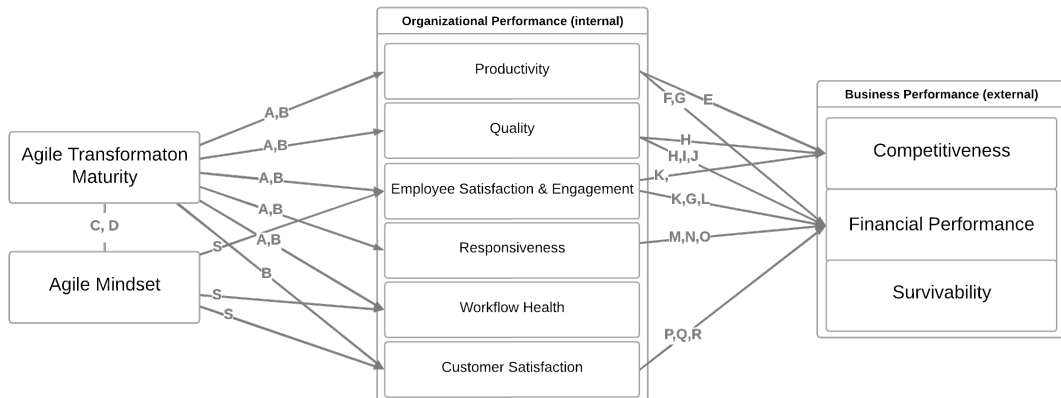 Organizational Performance (internal)
Productivity
Quality
Employee Satisfaction & Engagement
Responsiveness
Workflow Health
Customer Satisfaction
Agile Transformaton
Maturity
C, D
Agile Mindset
A,B
A,B
A,B
A,B
A,B
B
S
S
S
F,G
E
H
H,I,J
K,
K,G,L
M,N,O
P,Q,R
Business Performance (external)
Competitiveness
Financial Performance
Survivability